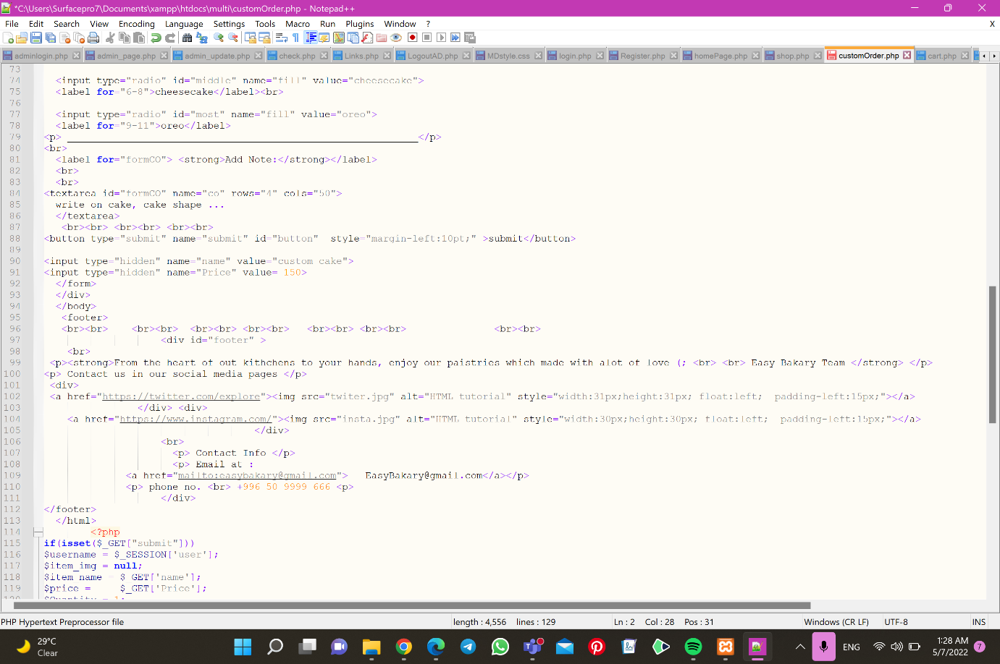 *C:\Users\Surfacepro7\Documents\xampp\htdocs\multi\customOrder.php - Notepad++
File Edit Search View Encoding Language Settings Tools Macro Run Plugins Window ? X
adminlogin.php admin_page.php admin_update.php check.php Links.php LogoutAD.php MDstyle.css login.php Register.php homePage.php shop.php customOrder.php cart.php
73
74 <input type="radio" id="middle" name="fill" value="cheesecake">
75 <label for="6-8">cheesecake</label><br>
76
77 <input type="radio" id="most" name="fill" value="oreo">
78 <label for="9-11">oreo</label>
79 <p> ____________________________________________________________</p>
80 <br>
81 <label for="formCO"> <strong>Add Note:</strong></label>
82 <br>
83 <br>
84 <textarea id="formCO" name="co" rows="4" cols="50">
85 write on cake, cake shape ...
86 </textarea>
87 <br><br> <br><br> <br><br>
88 <button type="submit" name="submit" id="button" style="margin-left:10pt;" >submit</button>
89
90 <input type="hidden" name="name" value="custom cake">
91 <input type="hidden" name="Price" value= 150>
92 </form>
93 </div>
94 </body>
95 <footer>
96 <br><br> <br><br> <br><br> <br><br> <br><br> <br><br> <br><br>
97 <div id="footer" >
98 <br>
99 <p><strong>From the heart of out kithchens to your hands, enjoy our paistries which made with alot of love (; <br> <br> Easy Bakary Team </strong> </p>
100 <p> Contact us in our social media pages </p>
101 <div>
102 <a href="https://twitter.com/explore"><img src="twiter.jpg" alt="HTML tutorial" style="width:31px;height:31px; float:left; padding-left:15px;"></a>
103 </div> <div>
104 <a href="https://www.instagram.com/"><img src="insta.jpg" alt="HTML tutorial" style="width:30px;height:30px; float:left; padding-left:15px;"></a>
105 </div>
106 <br>
107 <p> Contact Info </p>
108 <p> Email at :
109 <a href="mailto:easybakary@gmail.com"> EasyBakary@gmail.com</a></p>
110 <p> phone no. <br> +996 50 9999 666 <p>
111 </div>
112 </footer>
113 </html>
114 <?php
115 if(isset($_GET["submit"]))
116 $username = $_SESSION['user'];
117 $item_img = null;
118 $item_name = $_GET['name'];
119 $price = $_GET['Price'];
120 $Quantity = 1;
PHP Hypertext Preprocessor file length : 4,556 lines : 129 Ln : 2 Col : 28 Pos : 31 Windows (CR LF) UTF-8 INS
29°C
Clear
ENG
1:28 AM
5/7/2022
7